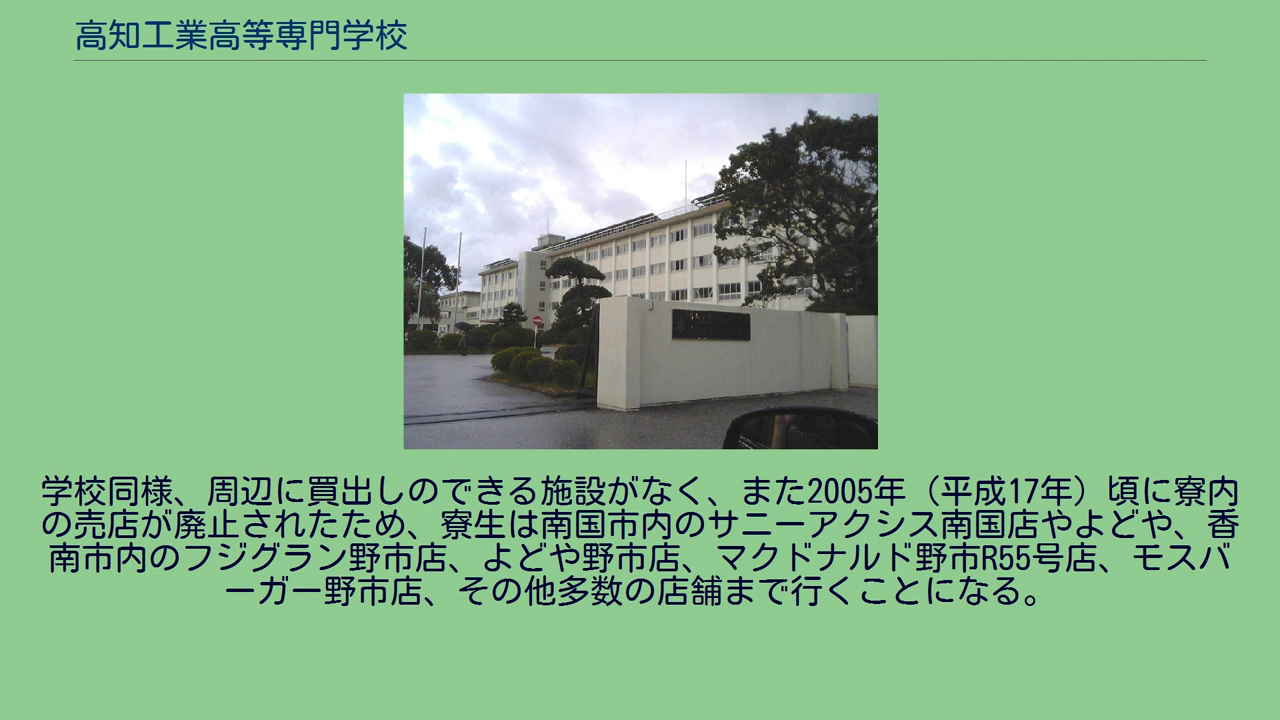 高知工業高等専門学校
学校同様、周辺に買出しのできる施設がなく、また2005年（平成17年）頃に寮内
の売店が廃止されたため、寮生は南国市内のサニーアクシス南国店やよどや、香
南市内のフジグラン野市店、よどや野市店、マクドナルド野市R55号店、モスバ
ーガー野市店、その他多数の店舗まで行くことになる。